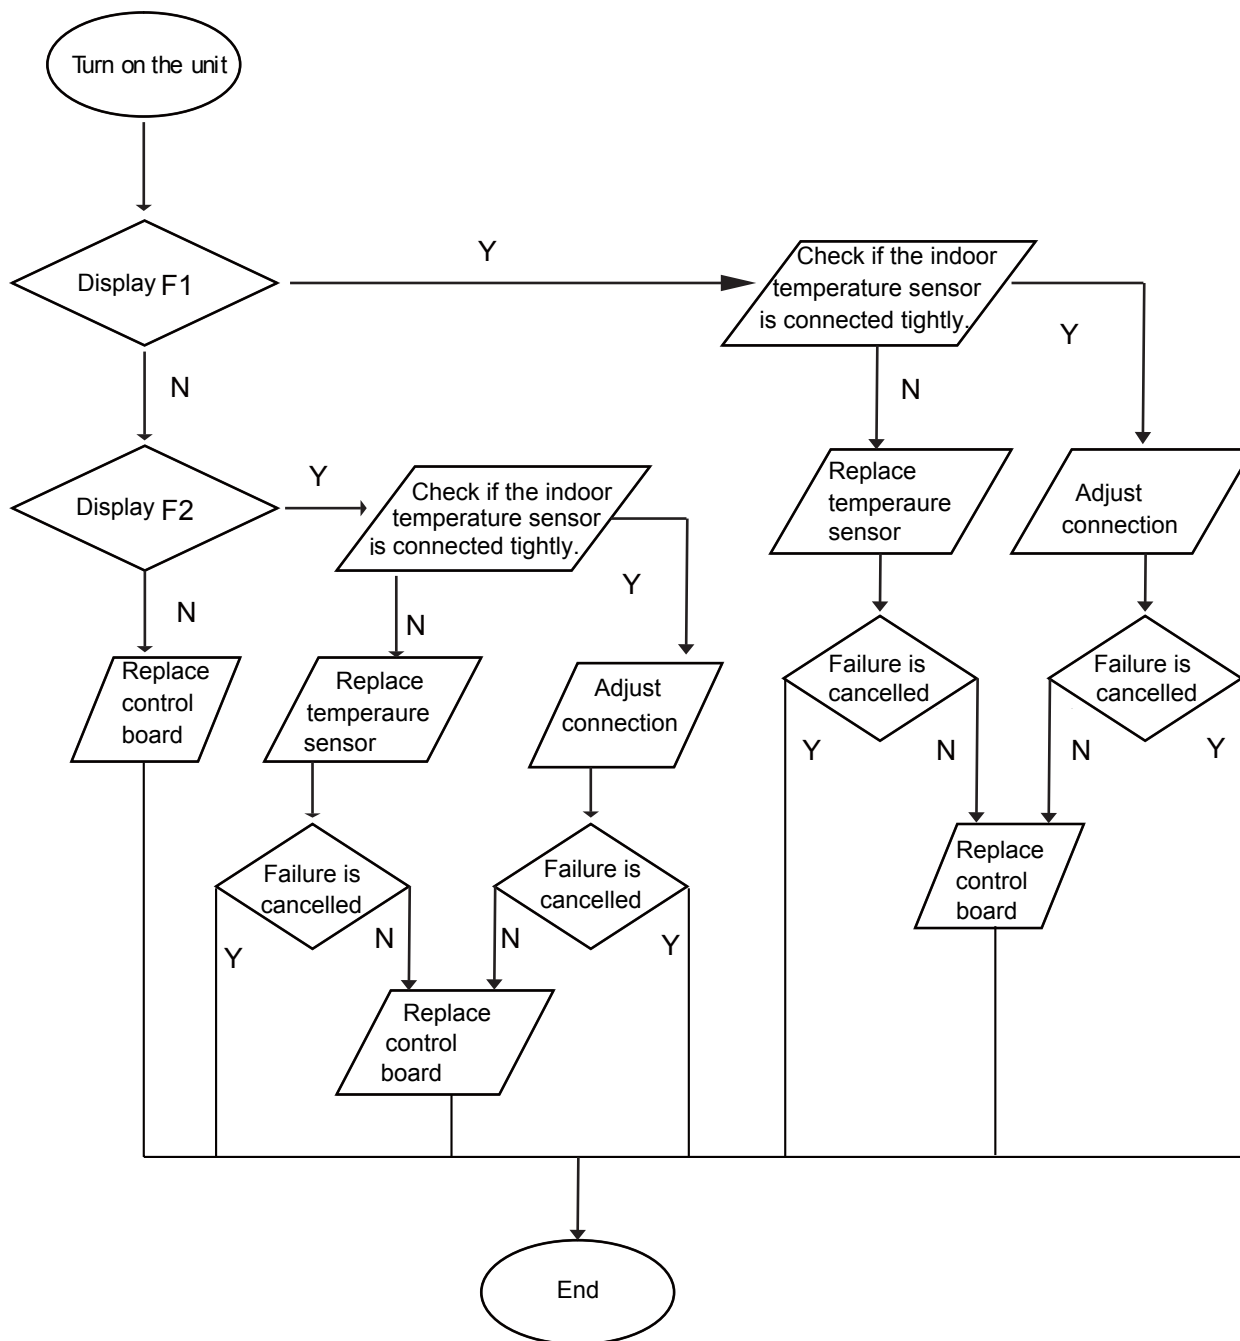 Turn on the unit
Y
Display F1
Check if the indoor
temperature sensor
is connected tightly.
Y
N
N
Display F2
Y
Check if the indoor
temperature sensor
is connected tightly.
Replace
temperaure
sensor
Adjust
connection
Y
N
N
Replace
control
board
Replace
temperaure
sensor
Adjust
connection
Failure is
cancelled
Failure is
cancelled
Y
N
N
Y
Failure is
cancelled
Failure is
cancelled
Replace
control
board
Y
N
N
Y
Replace
control
board
End